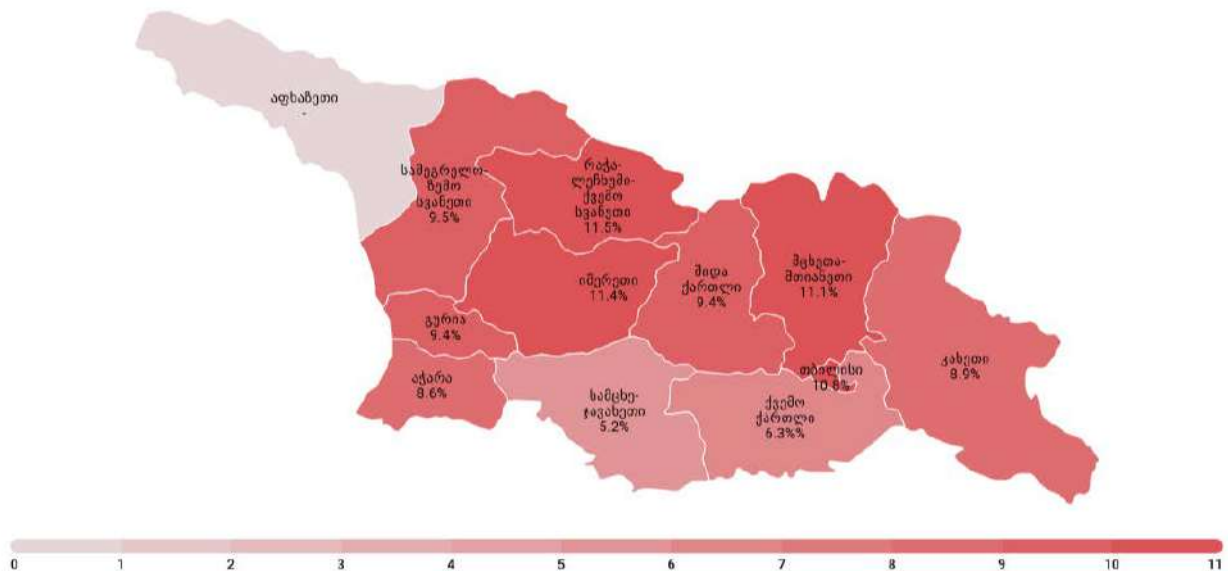 აფხაზეთი
-
სამეგრელო-
ზემო
სვანეთი
9.5%
რაჭა-
ლეჩხუმი-
ქვემო
სვანეთი
11.5%
იმერეთი
11.4%
შიდა
ქართლი
9.4%
მცხეთა-
მთიანეთი
11.1%
გურია
9.4%
აჭარა
8.6%
სამცხე-
ჯავახეთი
5.2%
ქვემო
ქართლი
6.3%%
თბილისი
10.8%
კახეთი
8.9%
0 1 2 3 4 5 6 7 8 9 10 11